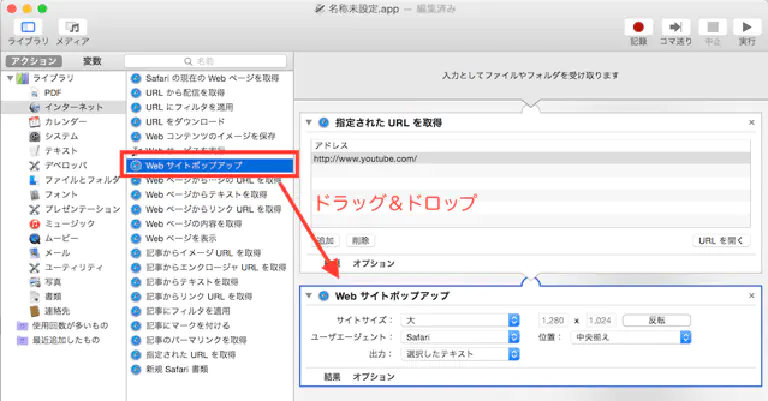 名称未設定.app — 編集済み
ライブラリ メディア
記録 コマ送り 中止 実行
アクション 変数
名前
入力としてファイルやフォルダを受け取ります
ライブラリ
PDF
インターネット
カレンダー
システム
テキスト
デベロッパ
ファイルとフォルダ
フォント
プレゼンテーション
ミュージック
ムービー
メール
ユーティリティ
写真
書類
連絡先
使用回数が多いもの
最近追加したもの
Safari の現在の Web ページを取得
URL から配信を取得
URL にフィルタを適用
URL をダウンロード
Web コンテンツのイメージを保存
Web サイトポップアップ
Web ページから…ジの URL を取得
Web ページからテキストを取得
Web ページからリンク URL を取得
Web ページの内容を取得
Web ページを表示
記事からイメージ URL を取得
記事からエンクロージャ URL を取得
記事からテキストを取得
記事からリンク URL を取得
記事にフィルタを適用
記事にマークを付ける
記事のパーマリンクを取得
指定された URL を取得
新規 Safari 書類
指定された URL を取得
アドレス
http://www.youtube.com/
ドラッグ&ドロップ
追加 削除 URL を開く
オプション
Web サイトポップアップ
サイトサイズ： 大 1,280 x 1,024 反転
ユーザエージェント： Safari 位置： 中央揃え
出力： 選択したテキスト
結果 オプション